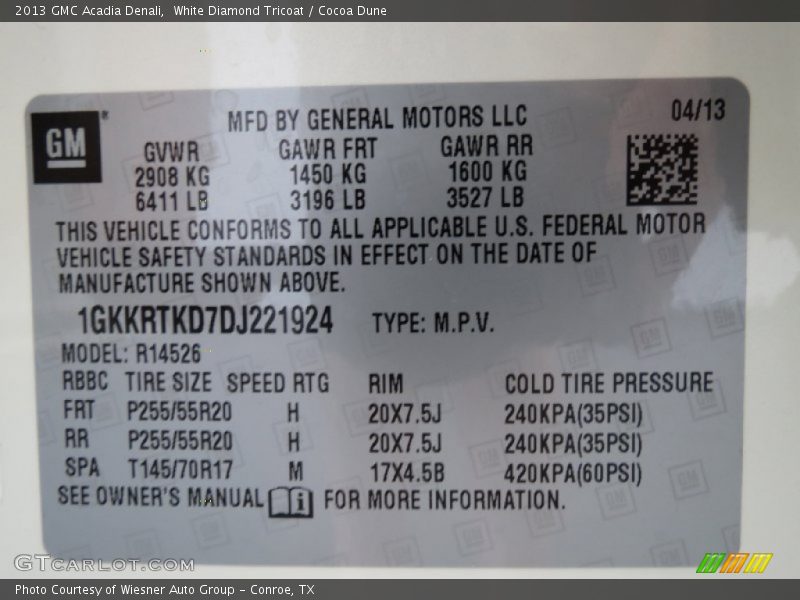 2013 GMC Acadia Denali,  White Diamond Tricoat / Cocoa Dune
GM ®
MFD BY GENERAL MOTORS LLC 04/13
GVWR GAWR FRT GAWR RR
2908 KG 1450 KG 1600 KG
6411 LB 3196 LB 3527 LB
THIS VEHICLE CONFORMS TO ALL APPLICABLE U.S. FEDERAL MOTOR
VEHICLE SAFETY STANDARDS IN EFFECT ON THE DATE OF
MANUFACTURE SHOWN ABOVE.
1GKKRTKD7DJ221924 TYPE: M.P.V.
MODEL: R14526
RBBC TIRE SIZE SPEED RTG RIM COLD TIRE PRESSURE
FRT P255/55R20 H 20X7.5J 240KPA(35PSI)
RR P255/55R20 H 20X7.5J 240KPA(35PSI)
SPA T145/70R17 M 17X4.5B 420KPA(60PSI)
SEE OWNER'S MANUAL i FOR MORE INFORMATION.
GTCARLOT.COM
Photo Courtesy of Wiesner Auto Group - Conroe, TX